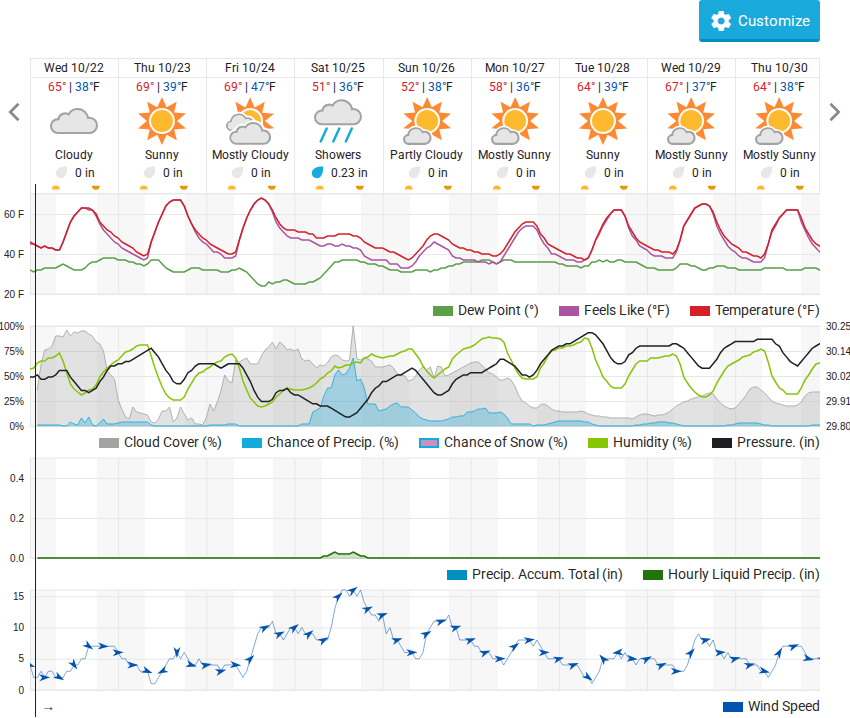 Customize
Wed 10/22 Thu 10/23 Fri 10/24 Sat 10/25 Sun 10/26 Mon 10/27 Tue 10/28 Wed 10/29 Thu 10/30
65° | 38°F 69° | 39°F 69° | 47°F 51° | 36°F 52° | 38°F 58° | 36°F 64° | 39°F 67° | 37°F 64° | 38°F
Cloudy Sunny Mostly Cloudy Showers Partly Cloudy Mostly Sunny Sunny Mostly Sunny Mostly Sunny
0 in 0 in 0 in 0.23 in 0 in 0 in 0 in 0 in 0 in
60 F
40 F
20 F
Dew Point (°) Feels Like (°F) Temperature (°F)
100% 30.25
75% 30.14
50% 30.02
25% 29.91
0% 29.80
Cloud Cover (%) Chance of Precip. (%) Chance of Snow (%) Humidity (%) Pressure. (in)
0.4
0.2
0.0
Precip. Accum. Total (in) Hourly Liquid Precip. (in)
15
10
5
0
→ Wind Speed